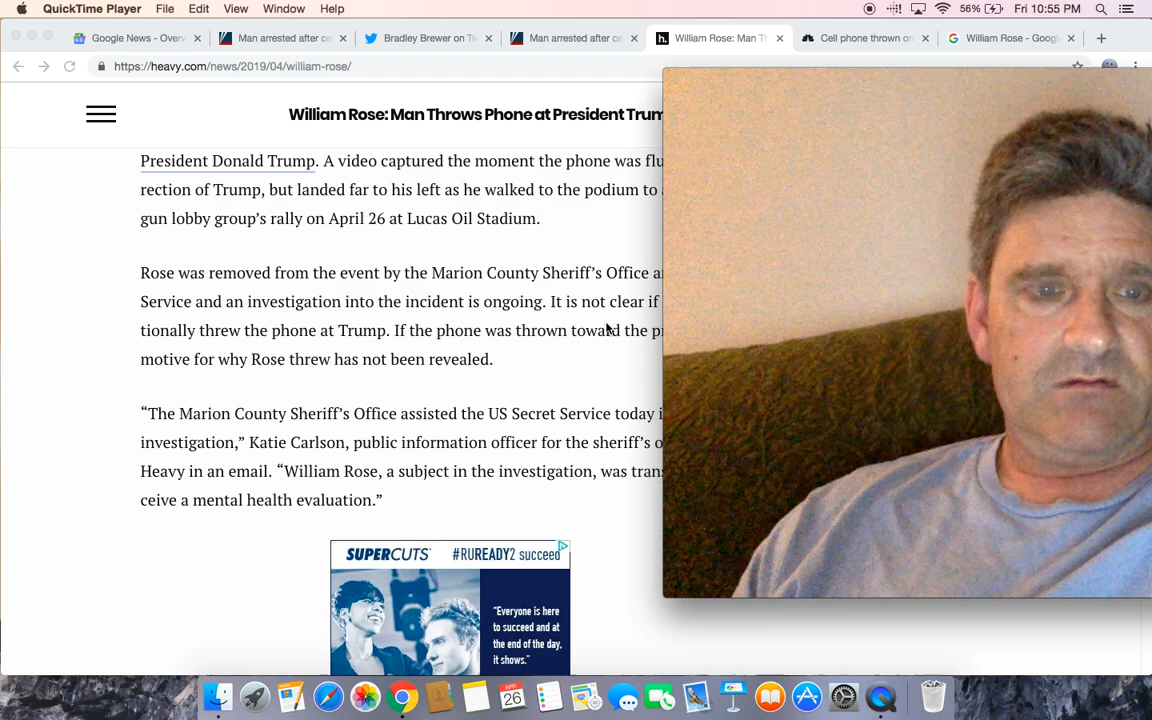 QuickTime Player File Edit View Window Help 56% Fri 10:55 PM
Google News - Overv Man arrested after ce Bradley Brewer on Tw Man arrested after ce h. William Rose: Man Th Cell phone thrown on William Rose - Googl
https://heavy.com/news/2019/04/william-rose/
William Rose: Man Throws Phone at President Trum
President Donald Trump. A video captured the moment the phone was flu
rection of Trump, but landed far to his left as he walked to the podium to
gun lobby group's rally on April 26 at Lucas Oil Stadium.
Rose was removed from the event by the Marion County Sheriff's Office a
Service and an investigation into the incident is ongoing. It is not clear if
tionally threw the phone at Trump. If the phone was thrown toward the pr
motive for why Rose threw has not been revealed.
“The Marion County Sheriff's Office assisted the US Secret Service today i
investigation,” Katie Carlson, public information officer for the sheriff's o
Heavy in an email. “William Rose, a subject in the investigation, was tran
ceive a mental health evaluation.”
SUPERCUTS #RUREADY2 succeed
“Everyone is here
to succeed and at
the end of the day,
it shows.”
APR
26